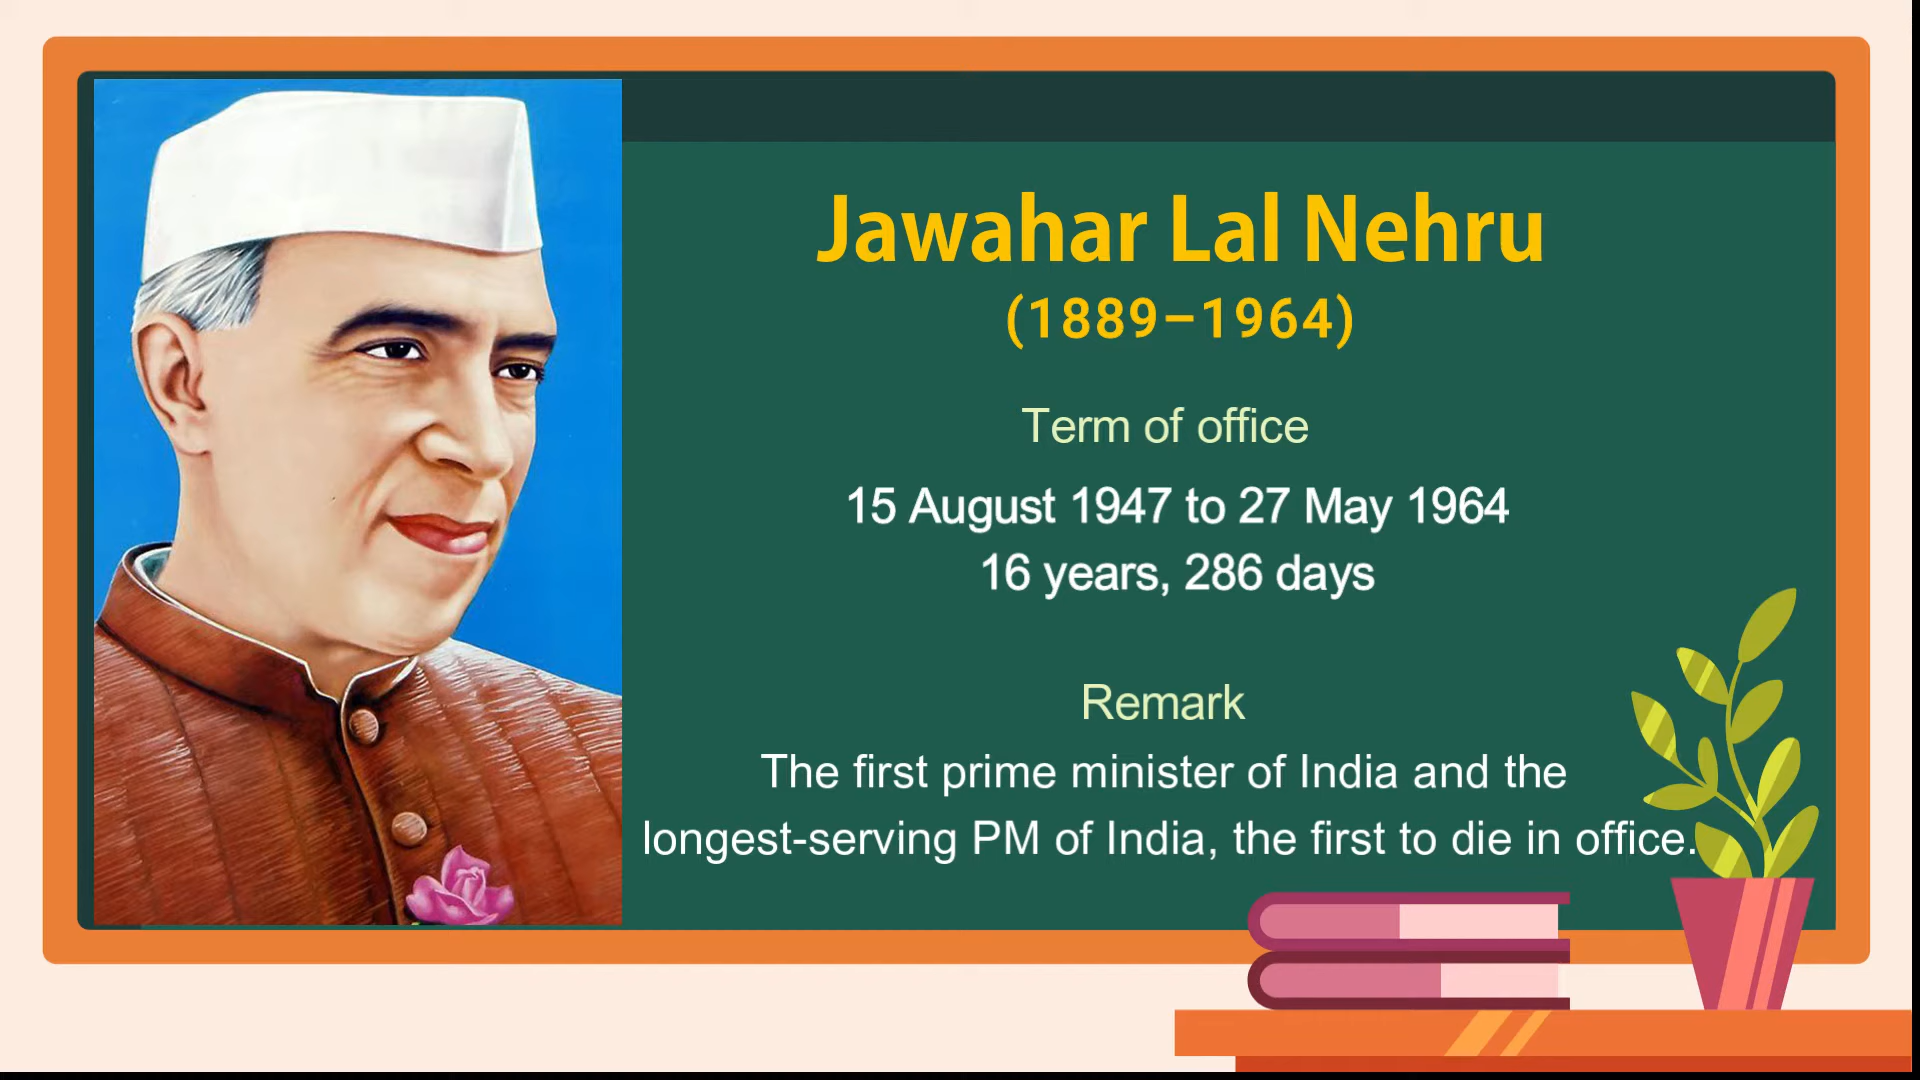 Jawahar Lal Nehru
(1889–1964)
Term of office
15 August 1947 to 27 May 1964
16 years, 286 days
Remark
The first prime minister of India and the
longest-serving PM of India, the first to die in office.